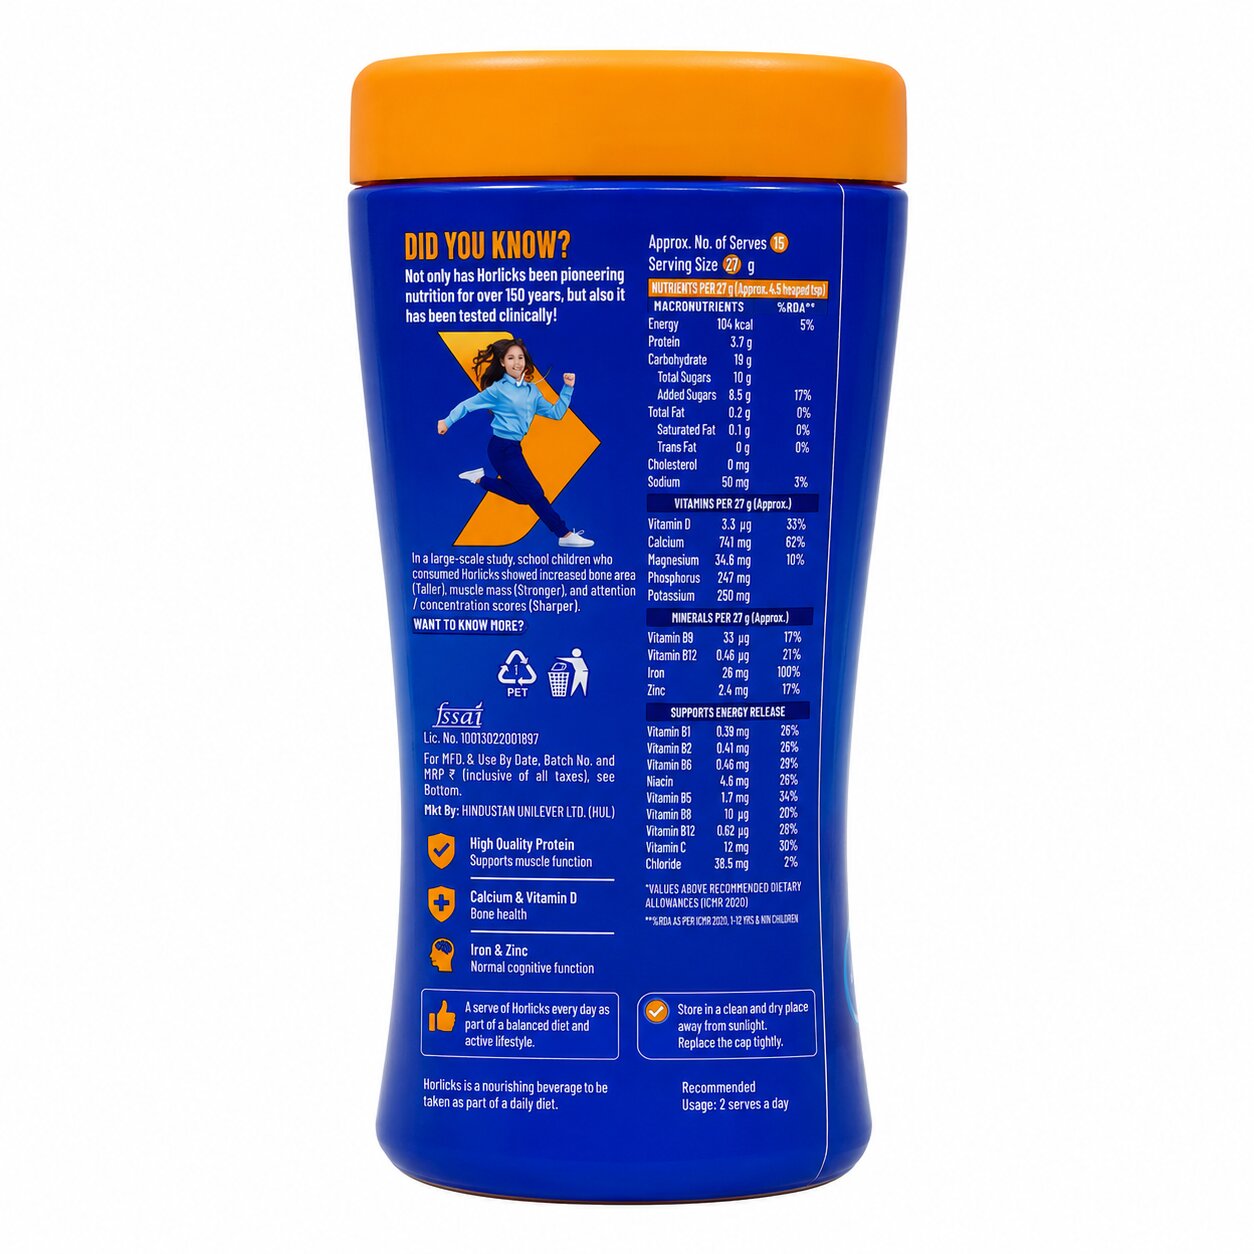 DID YOU KNOW?
Not only has Horlicks been pioneering
nutrition for over 150 years, but also it
has been tested clinically!
In a large-scale study, school children who
consumed Horlicks showed increased bone area
(Taller), muscle mass (Stronger), and attention
/ concentration scores (Sharper).
WANT TO KNOW MORE?
1
PET
fssai
Lic. No. 10013022001897
For MFD. & Use By Date, Batch No. and
MRP ₹ (inclusive of all taxes), see
Bottom.
Mkt By: HINDUSTAN UNILEVER LTD. (HUL)
High Quality Protein
Supports muscle function
Calcium & Vitamin D
Bone health
Iron & Zinc
Normal cognitive function
A serve of Horlicks every day as
part of a balanced diet and
active lifestyle.
Horlicks is a nourishing beverage to be
taken as part of a daily diet.
Approx. No. of Serves 15
Serving Size 27 g
NUTRIENTS PER 27 g (Approx. 4.5 heaped tsp)
MACRONUTRIENTS %RDA**
Energy 104 kcal 5%
Protein 3.7 g
Carbohydrate 19 g
Total Sugars 10 g
Added Sugars 8.5 g 17%
Total Fat 0.2 g 0%
Saturated Fat 0.1 g 0%
Trans Fat 0 g 0%
Cholesterol 0 mg
Sodium 50 mg 3%
VITAMINS PER 27 g (Approx.)
Vitamin D 3.3 µg 33%
Calcium 741 mg 62%
Magnesium 34.6 mg 10%
Phosphorus 247 mg
Potassium 250 mg
MINERALS PER 27 g (Approx.)
Vitamin B9 33 µg 17%
Vitamin B12 0.46 µg 21%
Iron 26 mg 100%
Zinc 2.4 mg 17%
SUPPORTS ENERGY RELEASE
Vitamin B1 0.39 mg 26%
Vitamin B2 0.41 mg 26%
Vitamin B6 0.46 mg 29%
Niacin 4.6 mg 26%
Vitamin B5 1.7 mg 34%
Vitamin B8 10 µg 20%
Vitamin B12 0.62 µg 28%
Vitamin C 12 mg 30%
Chloride 38.5 mg 2%
*VALUES ABOVE RECOMMENDED DIETARY
ALLOWANCES (ICMR 2020)
**%RDA AS PER ICMR 2020, 1-12 YRS & NIN CHILDREN
Store in a clean and dry place
away from sunlight.
Replace the cap tightly.
Recommended
Usage: 2 serves a day